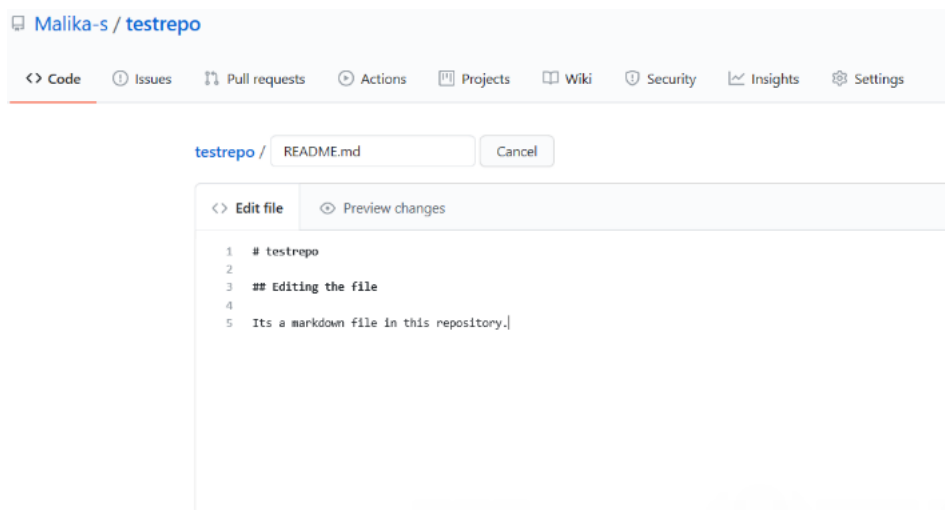 Malika-s / testrepo
<> Code Issues Pull requests Actions Projects Wiki Security Insights Settings
testrepo / README.md Cancel
<> Edit file Preview changes
1 # testrepo
2
3 ## Editing the file
4
5 Its a markdown file in this repository.